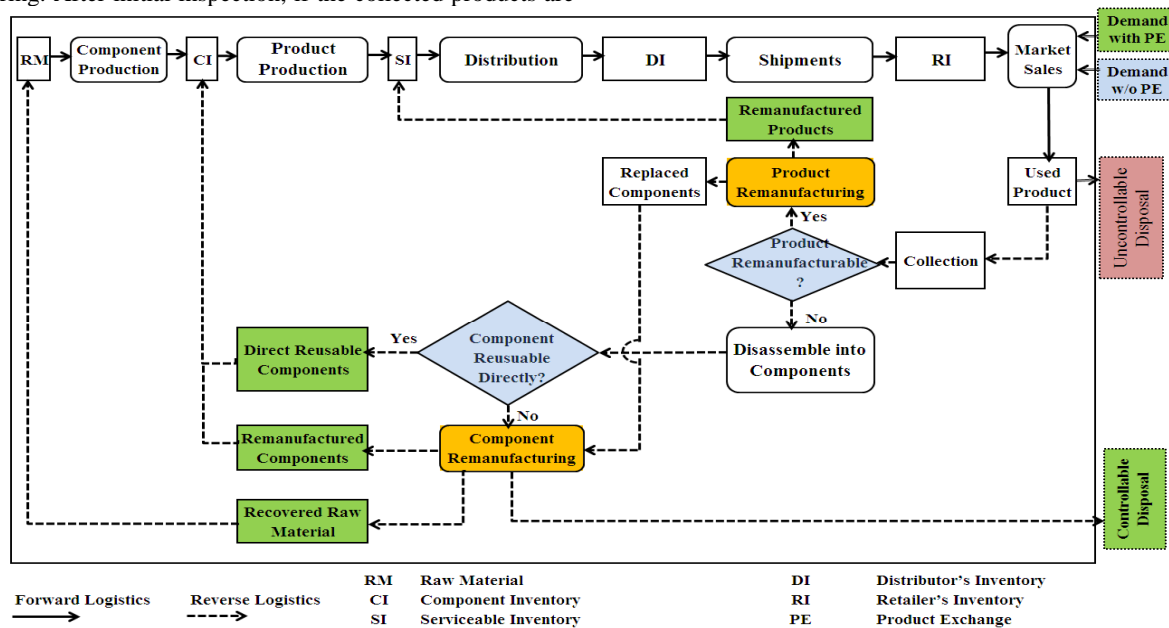 ring. After initial inspection, if the collected products are
RM
Component
Production
CI
Product
Production
SI
Distribution
DI
Shipments
RI
Market
Sales
Demand
with PE
Demand
w/o PE
Remanufactured
Products
Replaced
Components
Product
Remanufacturing
Used
Product
Uncontrollable
Disposal
Yes
Product
Remanufacturable
?
Collection
No
Direct Reusable
Components
Yes
Component
Reusuable
Directly?
Disassemble into
Components
No
Remanufactured
Components
Component
Remanufacturing
Controllable
Disposal
Recovered Raw
Material
RM Raw Material DI Distributor's Inventory
Forward Logistics Reverse Logistics CI Component Inventory RI Retailer's Inventory
SI Serviceable Inventory PE Product Exchange